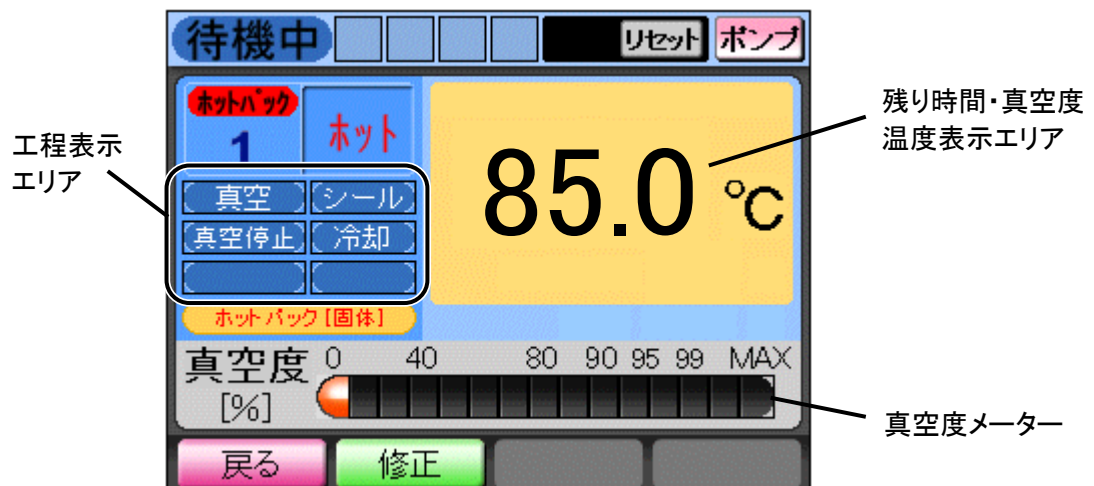 待機中
リセット
ポンプ
ホットパック
1
ホット
85.0 ℃
残り時間・真空度
温度表示エリア
工程表示
エリア
真空 シール
真空停止 冷却
ホットパック [固体]
真空度 0 40 80 90 95 99 MAX
[%]
真空度メーター
戻る 修正